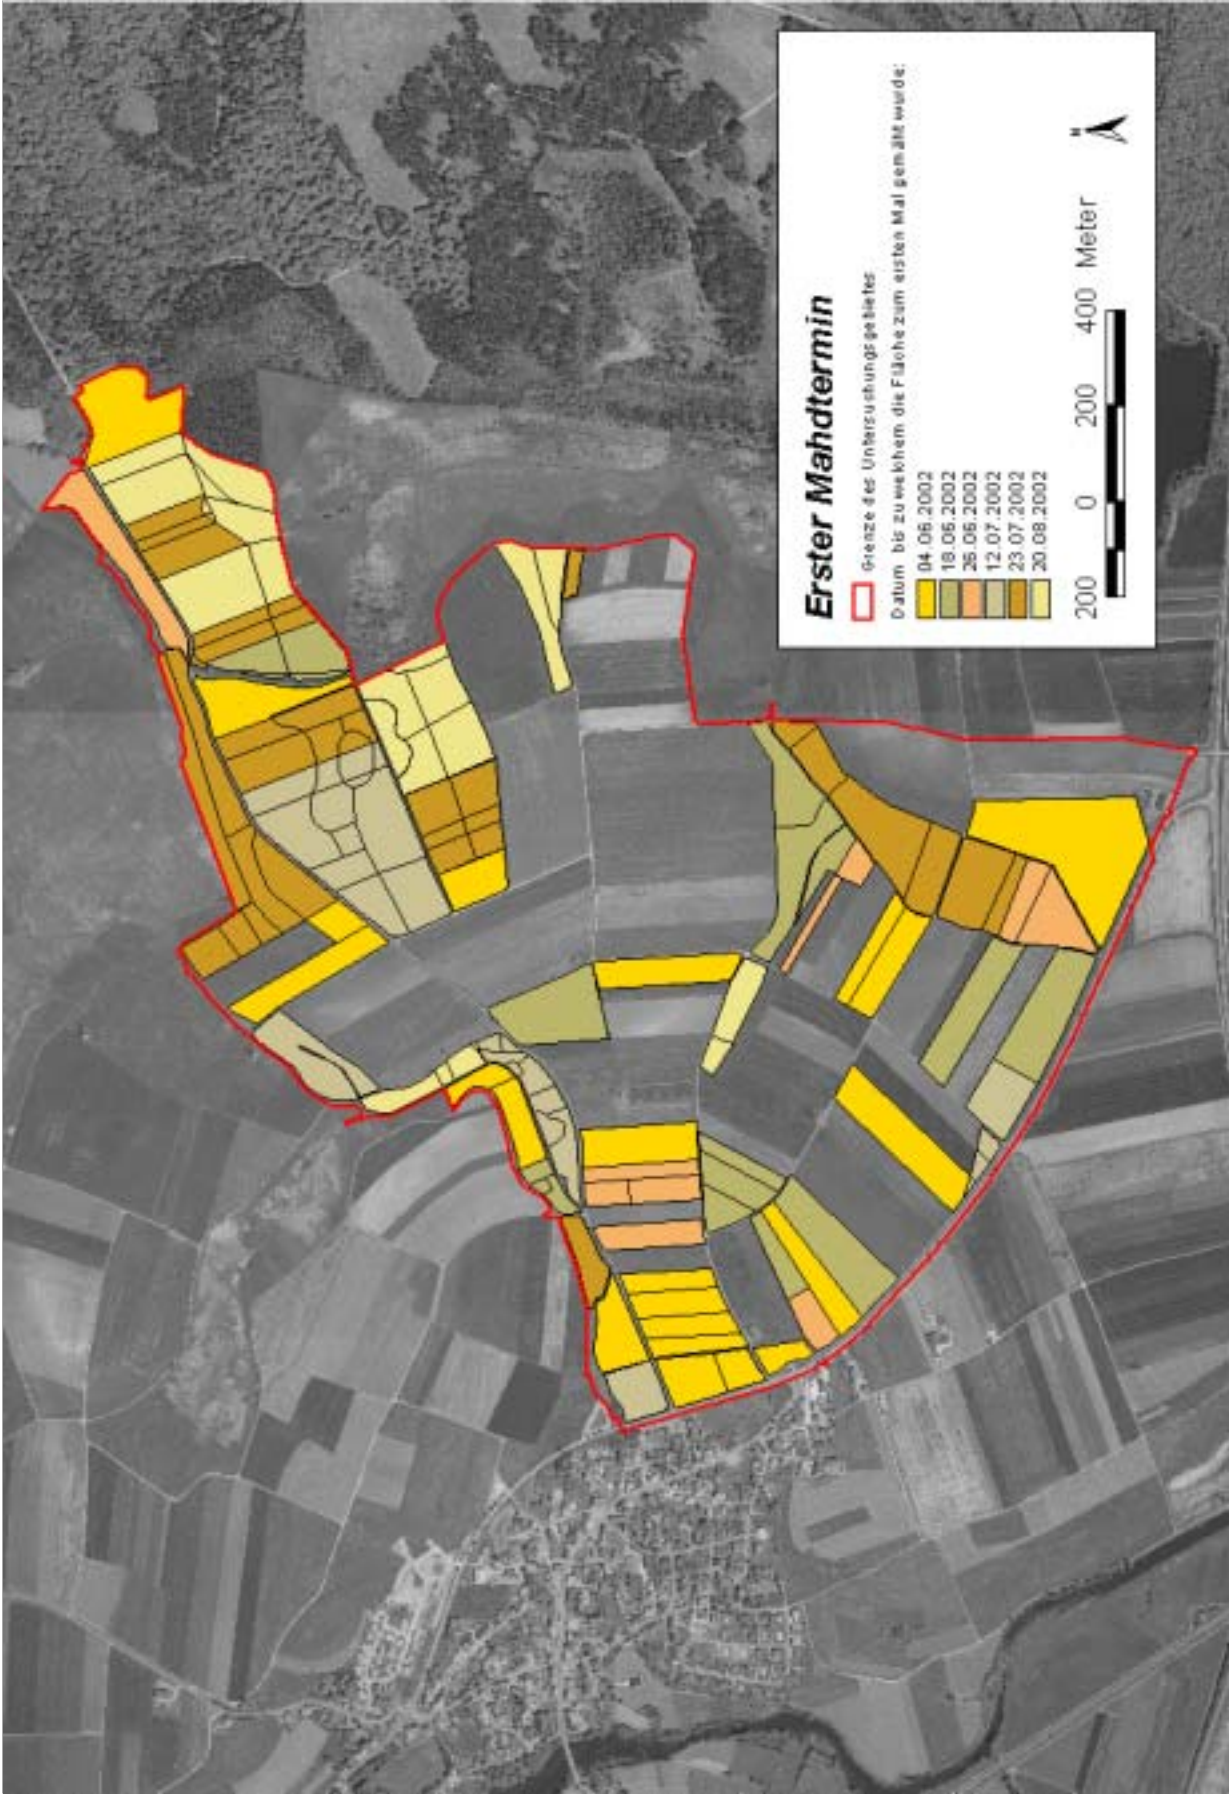 Erster Mahdtermin
Grenze des Untersuchungsgebietes
Datum bis zu welchem die Fläche zum ersten Mal gemäht wurde:
04.06.2002
18.06.2002
26.06.2002
12.07.2002
23.07.2002
20.08.2002
200 0 200 400 Meter
N